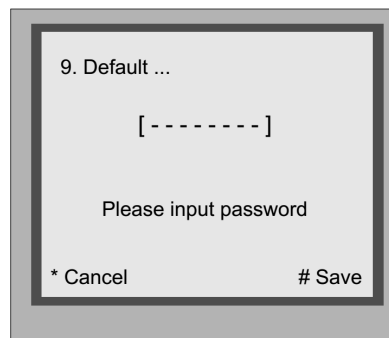 9. Default ...
[ - - - - - - - - ]
Please input password
* Cancel # Save